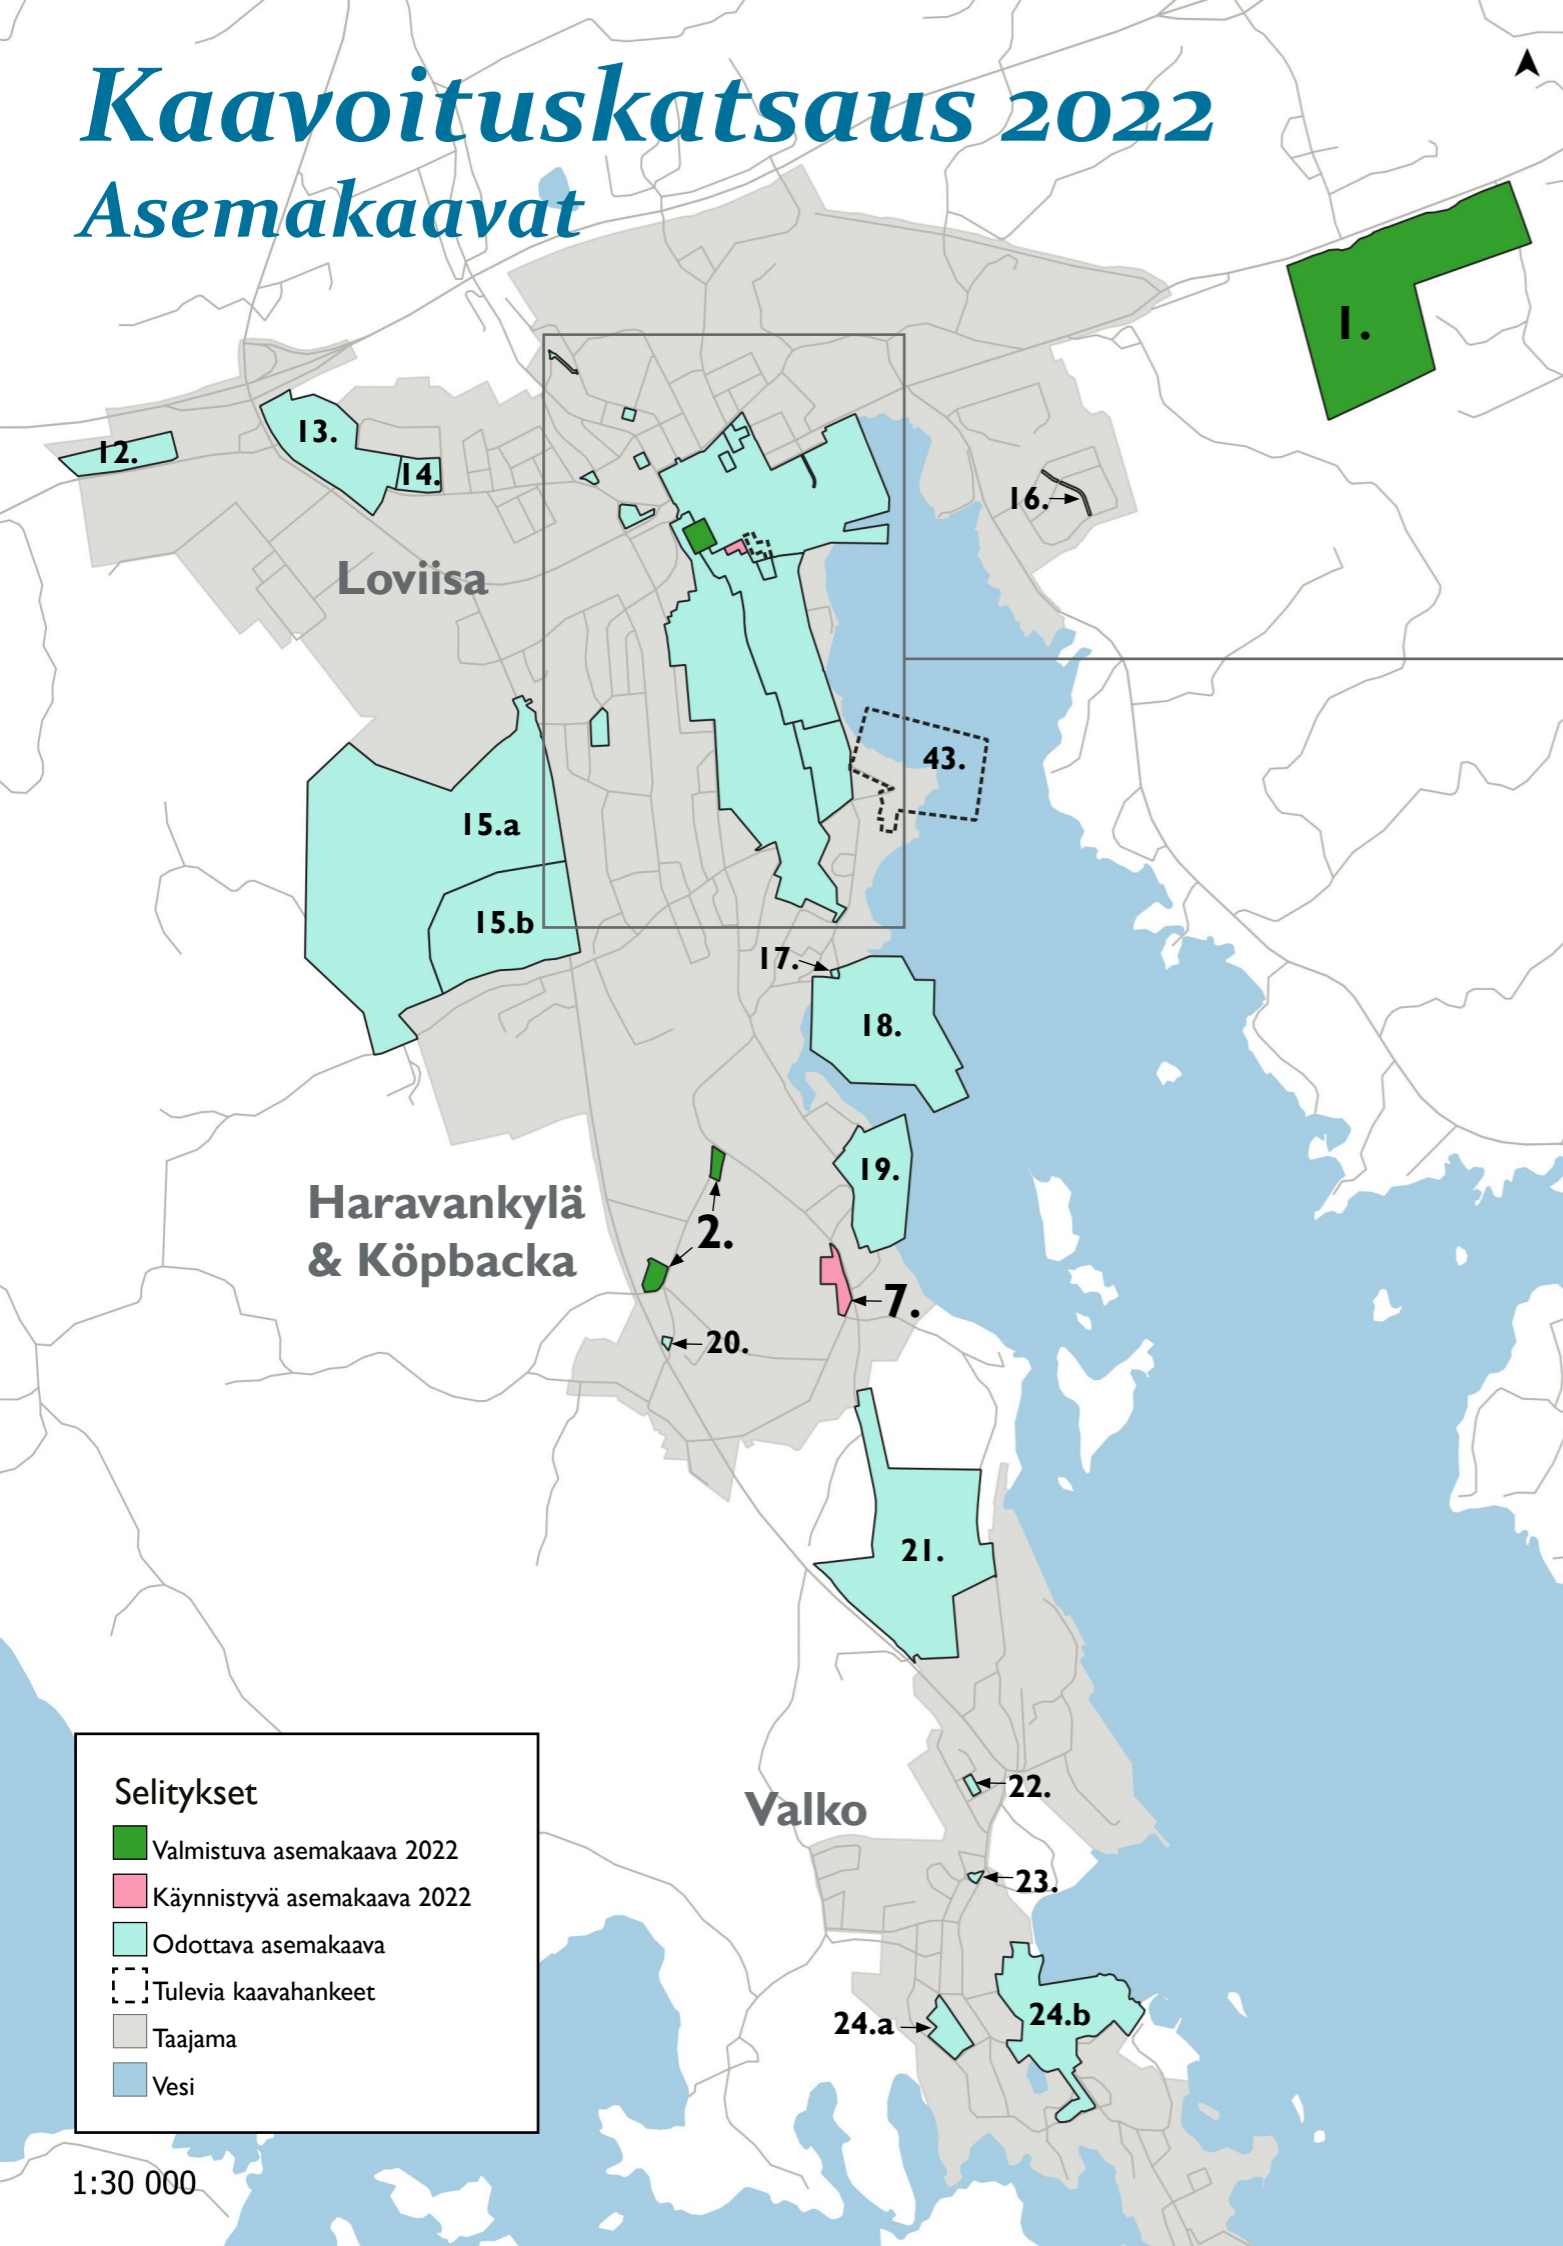 Kaavoituskatsaus 2022
Asemakaavat
1.
12.
13.
14.
16.
Loviisa
43.
15.a
15.b
17.
18.
19.
Haravankylä
& Köpbacka
2.
7.
20.
21.
22.
Valko
23.
24.a
24.b
Selitykset
Valmistuva asemakaava 2022
Käynnistyvä asemakaava 2022
Odottava asemakaava
Tulevia kaavahankeet
Taajama
Vesi
1:30 000